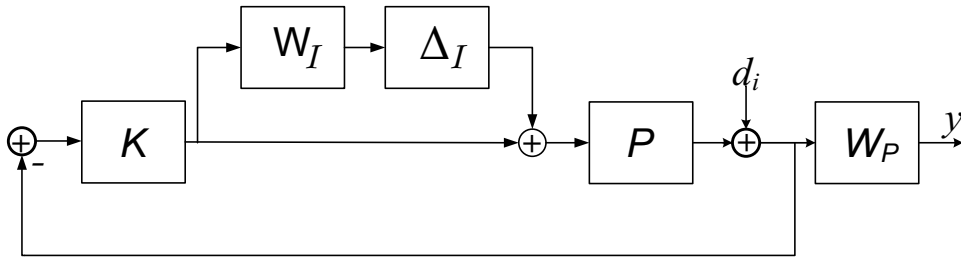 W_I
Δ_I
d_i
K
P
W_P
y
+
-
+
+